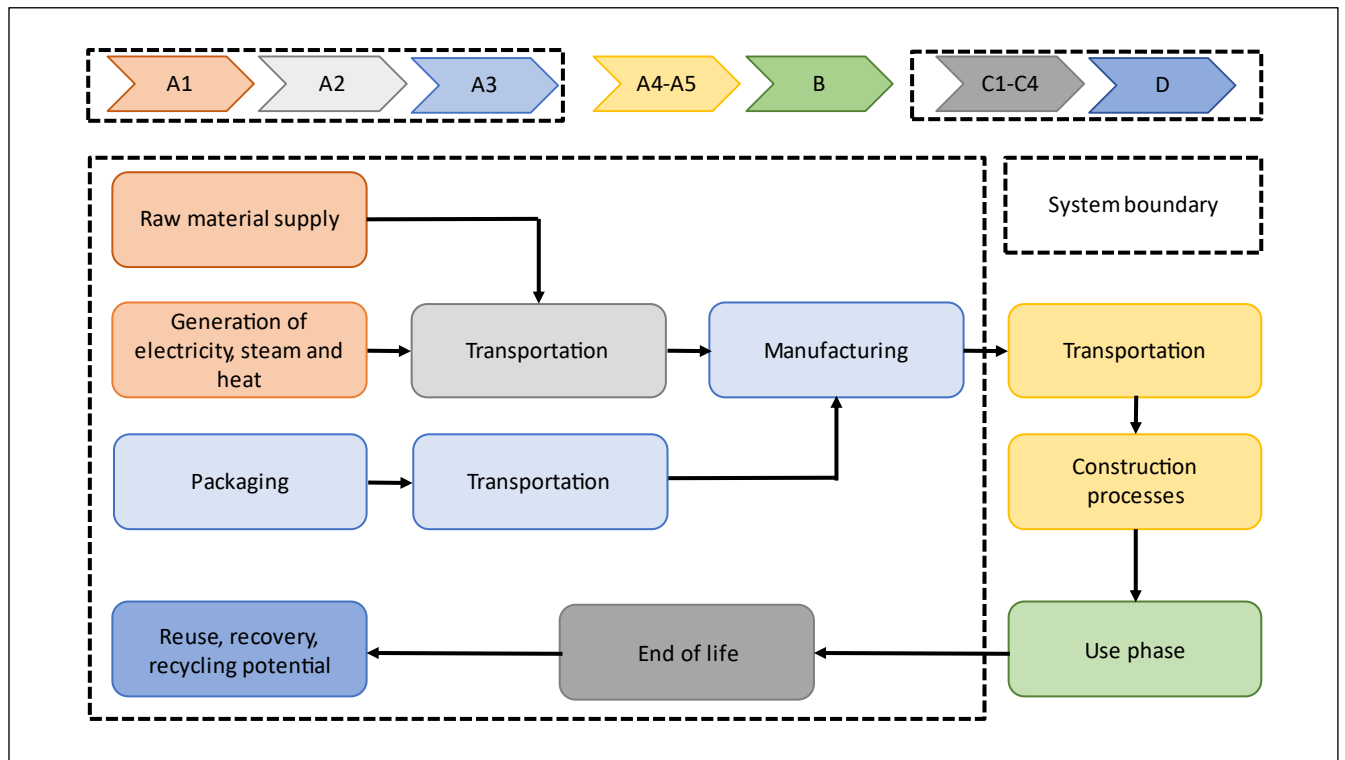 A1
A2
A3
A4-A5
B
C1-C4
D
Raw material supply
System boundary
Generation of
electricity, steam and
heat
Transportation
Manufacturing
Transportation
Packaging
Transportation
Construction
processes
Reuse, recovery,
recycling potential
End of life
Use phase